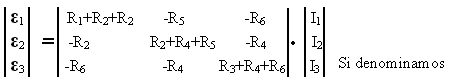 ε₁ R₁+R₂+R₂ -R₅ -R₆ I₁
ε₂ = -R₂ R₂+R₄+R₅ -R₄ · I₂
ε₃ -R₆ -R₄ R₃+R₄+R₆ I₃ Si denominamos